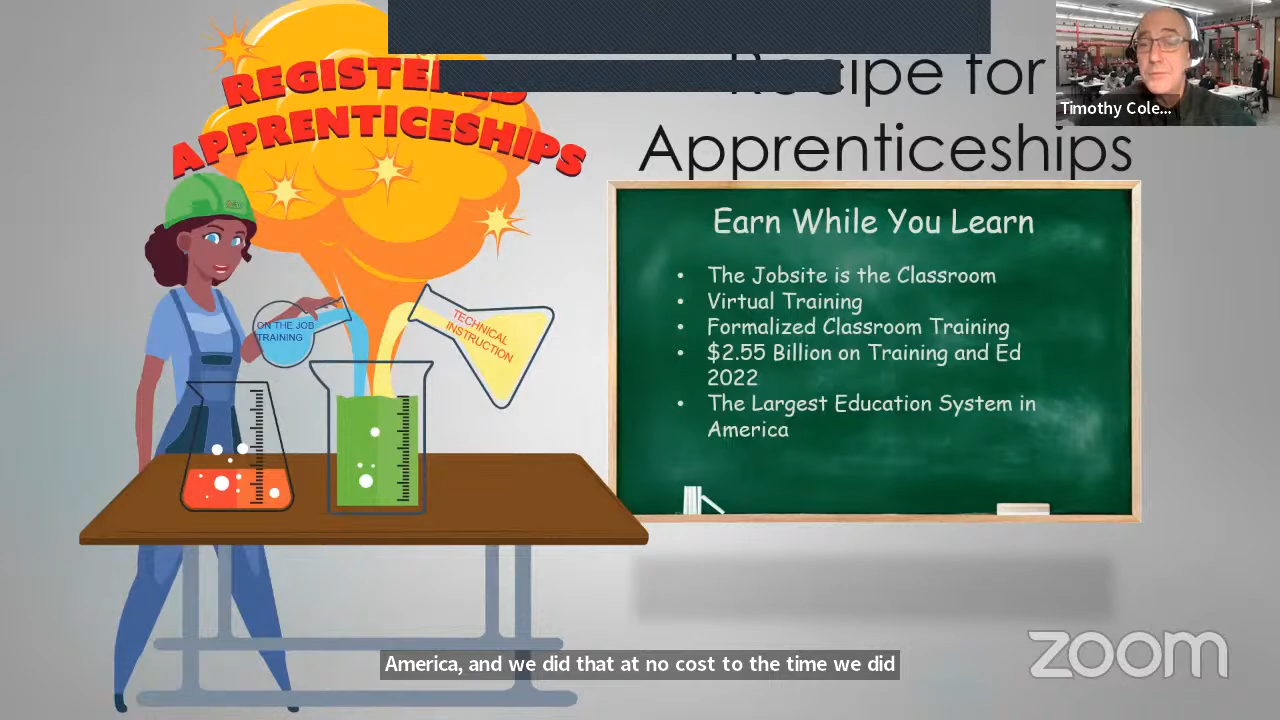 REGISTERED
APPRENTICESHIPS
Recipe for
Apprenticeships
Timothy Cole...
Earn While You Learn
• The Jobsite is the Classroom
• Virtual Training
• Formalized Classroom Training
• $2.55 Billion on Training and Ed
2022
• The Largest Education System in
America
ON THE JOB
TRAINING
TECHNICAL
INSTRUCTION
America, and we did that at no cost to the time we did
zoom